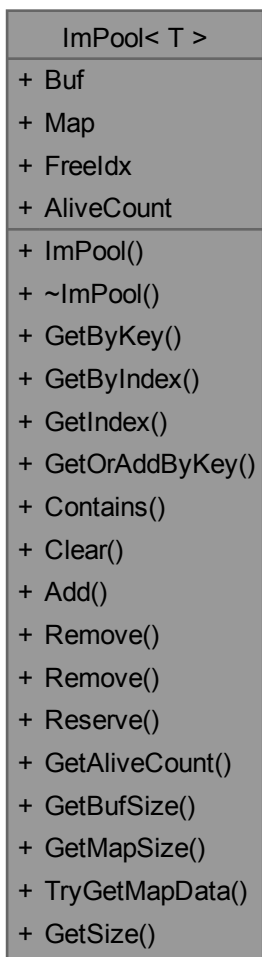 ImPool< T >
+ Buf
+ Map
+ FreeIdx
+ AliveCount
+ ImPool()
+ ~ImPool()
+ GetByKey()
+ GetByIndex()
+ GetIndex()
+ GetOrAddByKey()
+ Contains()
+ Clear()
+ Add()
+ Remove()
+ Remove()
+ Reserve()
+ GetAliveCount()
+ GetBufSize()
+ GetMapSize()
+ TryGetMapData()
+ GetSize()